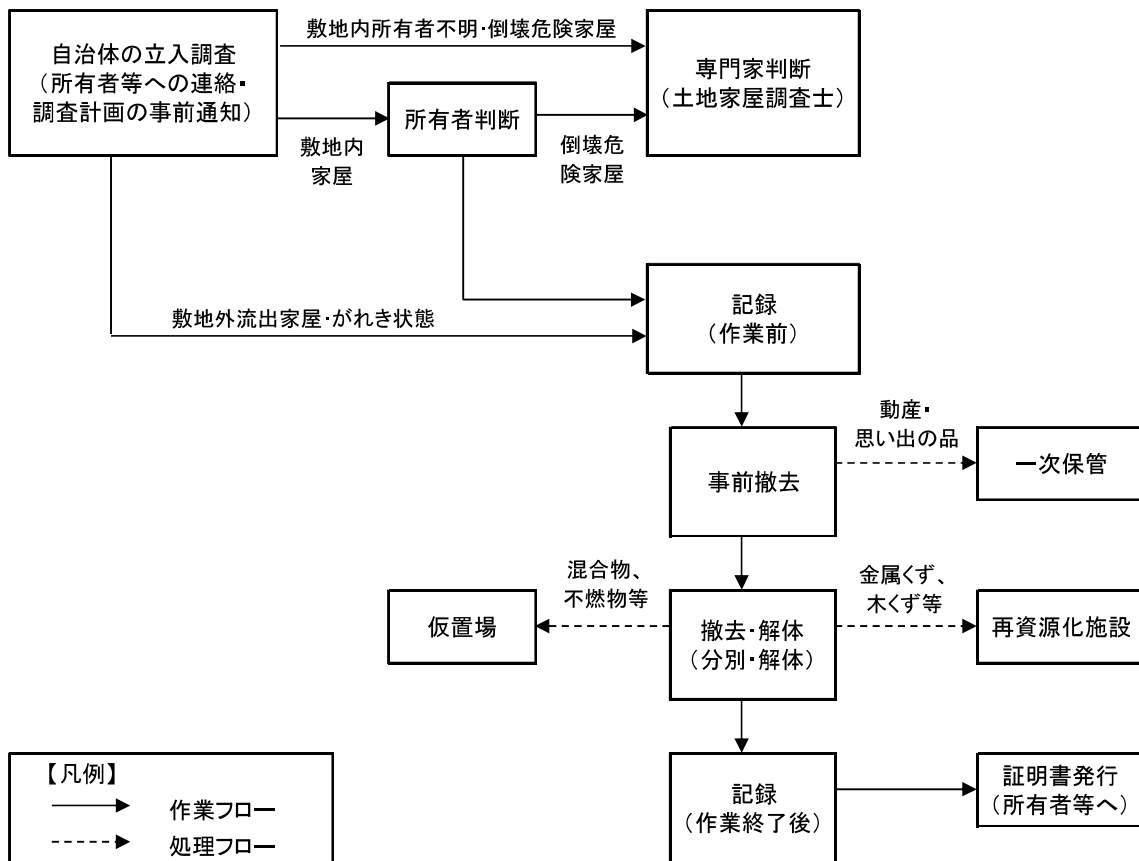 敷地内所有者不明・倒壊危険家屋
自治体の立入調査
（所有者等への連絡・
調査計画の事前通知）
専門家判断
（土地家屋調査士）
所有者判断
敷地内
家屋
倒壊危
険家屋
敷地外流出家屋・がれき状態
記録
（作業前）
動産・
思い出の品
事前撤去
一次保管
混合物、
不燃物等
金属くず、
木くず等
仮置場
撤去・解体
（分別・解体）
再資源化施設
【凡例】
作業フロー
処理フロー
記録
（作業終了後）
証明書発行
（所有者等へ）